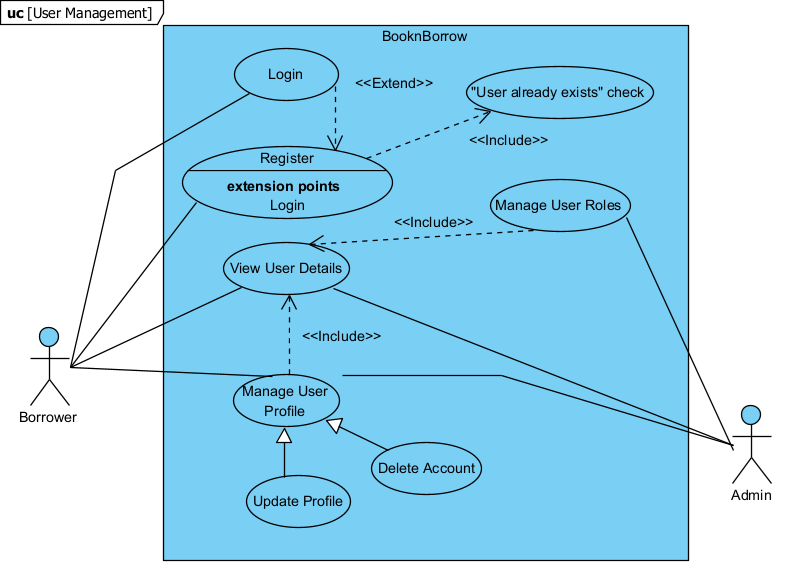 uc [User Management]
BooknBorrow
Login
<<Extend>>
"User already exists" check
<<Include>>
Register
extension points
Login
Manage User Roles
<<Include>>
View User Details
<<Include>>
Manage User
Profile
Borrower
Delete Account
Update Profile
Admin